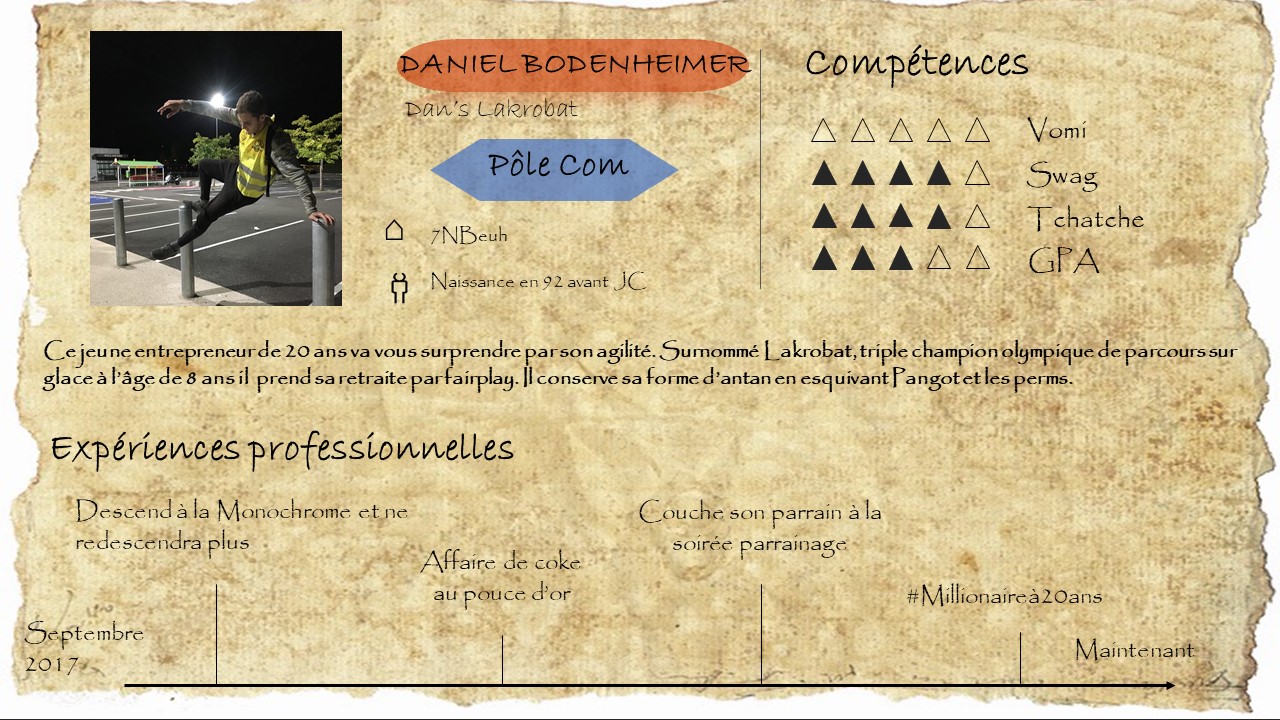 DANIEL BODENHEIMER
Dan's Lakrobat
Pôle Com
7NBeuh
Naissance en 92 avant JC
Compétences
Vomi
Swag
Tchatche
GPA
Ce jeune entrepreneur de 20 ans va vous surprendre par son agilité. Surnommé Lakrobat, triple champion olympique de parcours sur
glace à l'âge de 8 ans il prend sa retraite par fairplay. Il conserve sa forme d'antan en esquivant Pangot et les perms.
Expériences professionnelles
Descend à la Monochrome et ne
redescendra plus
Affaire de coke
au pouce d'or
Couche son parrain à la
soirée parrainage
#Millionaireà20ans
Septembre
2017
Maintenant